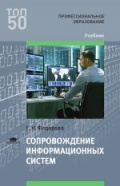 ТОП
50
ПРОФЕССИОНАЛЬНОЕ
ОБРАЗОВАНИЕ
Учебник
Г. Н. Федорова
СОПРОВОЖДЕНИЕ
ИНФОРМАЦИОННЫХ
СИСТЕМ